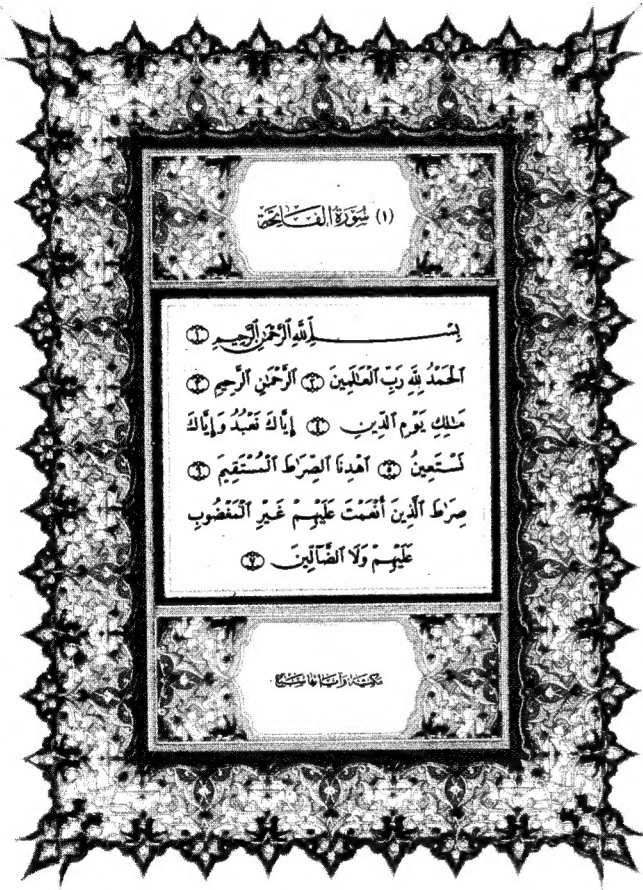 (١) سُورَةُ الفَاتِحَة
بِسْمِ اللَّهِ الرَّحْمَٰنِ الرَّحِيمِ ۝١
الْحَمْدُ لِلَّهِ رَبِّ الْعَالَمِينَ ۝٢ الرَّحْمَٰنِ الرَّحِيمِ ۝٣
مَالِكِ يَوْمِ الدِّينِ ۝٤ إِيَّاكَ نَعْبُدُ وَإِيَّاكَ
نَسْتَعِينُ ۝٥ اهْدِنَا الصِّرَاطَ الْمُسْتَقِيمَ ۝٦
صِرَاطَ الَّذِينَ أَنْعَمْتَ عَلَيْهِمْ غَيْرِ الْمَغْضُوبِ
عَلَيْهِمْ وَلَا الضَّالِّينَ ۝٧